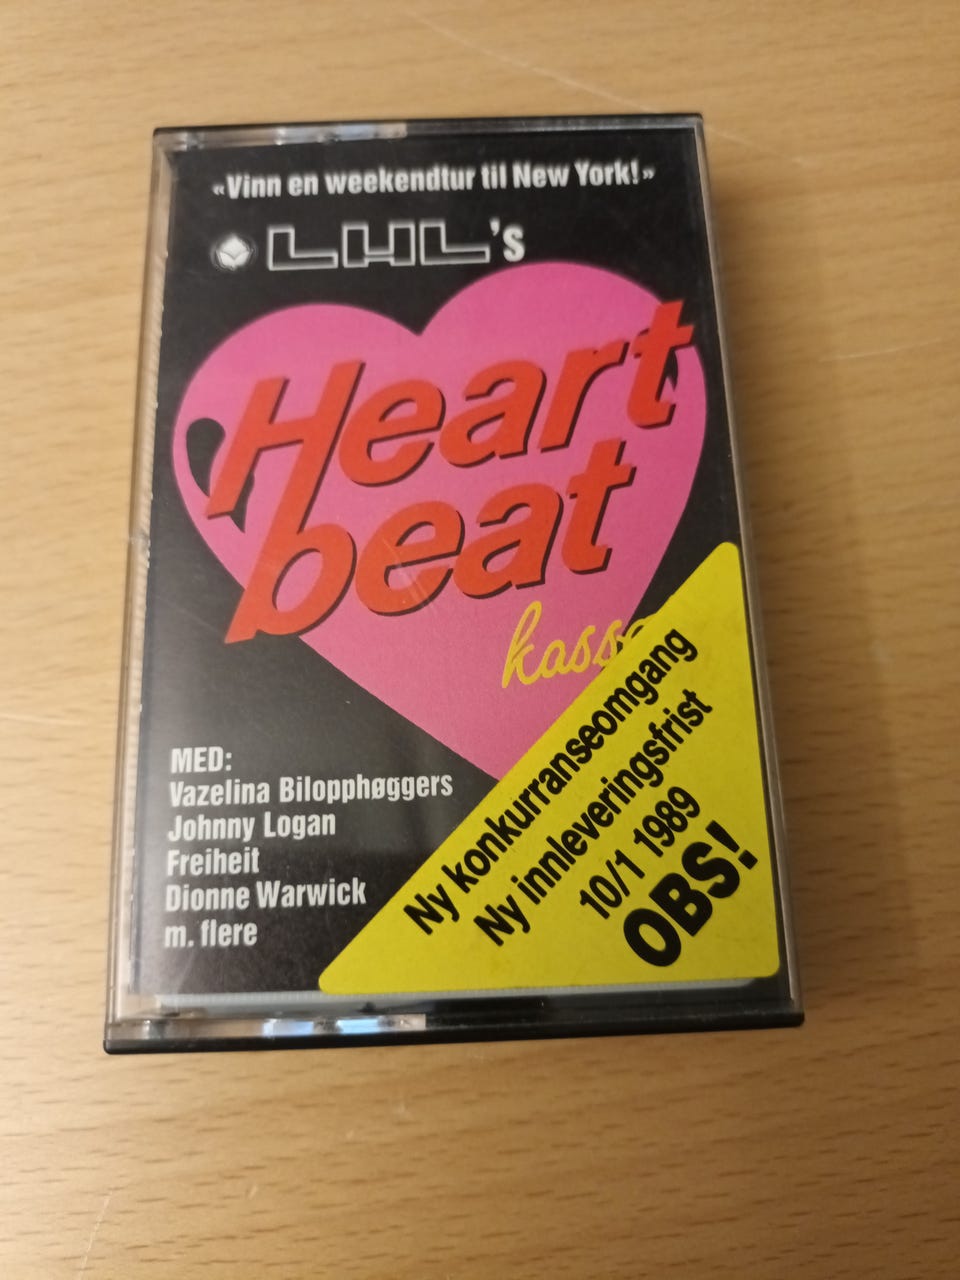 «Vinn en weekendtur til New York!»
LHL's
Heart
beat
MED:
Vazelina Bilopphøggers
Johnny Logan
Freiheit
Dionne Warwick
m. flere
Ny konkurranseomgang
Ny innleveringsfrist
10/1 1989
OBS!